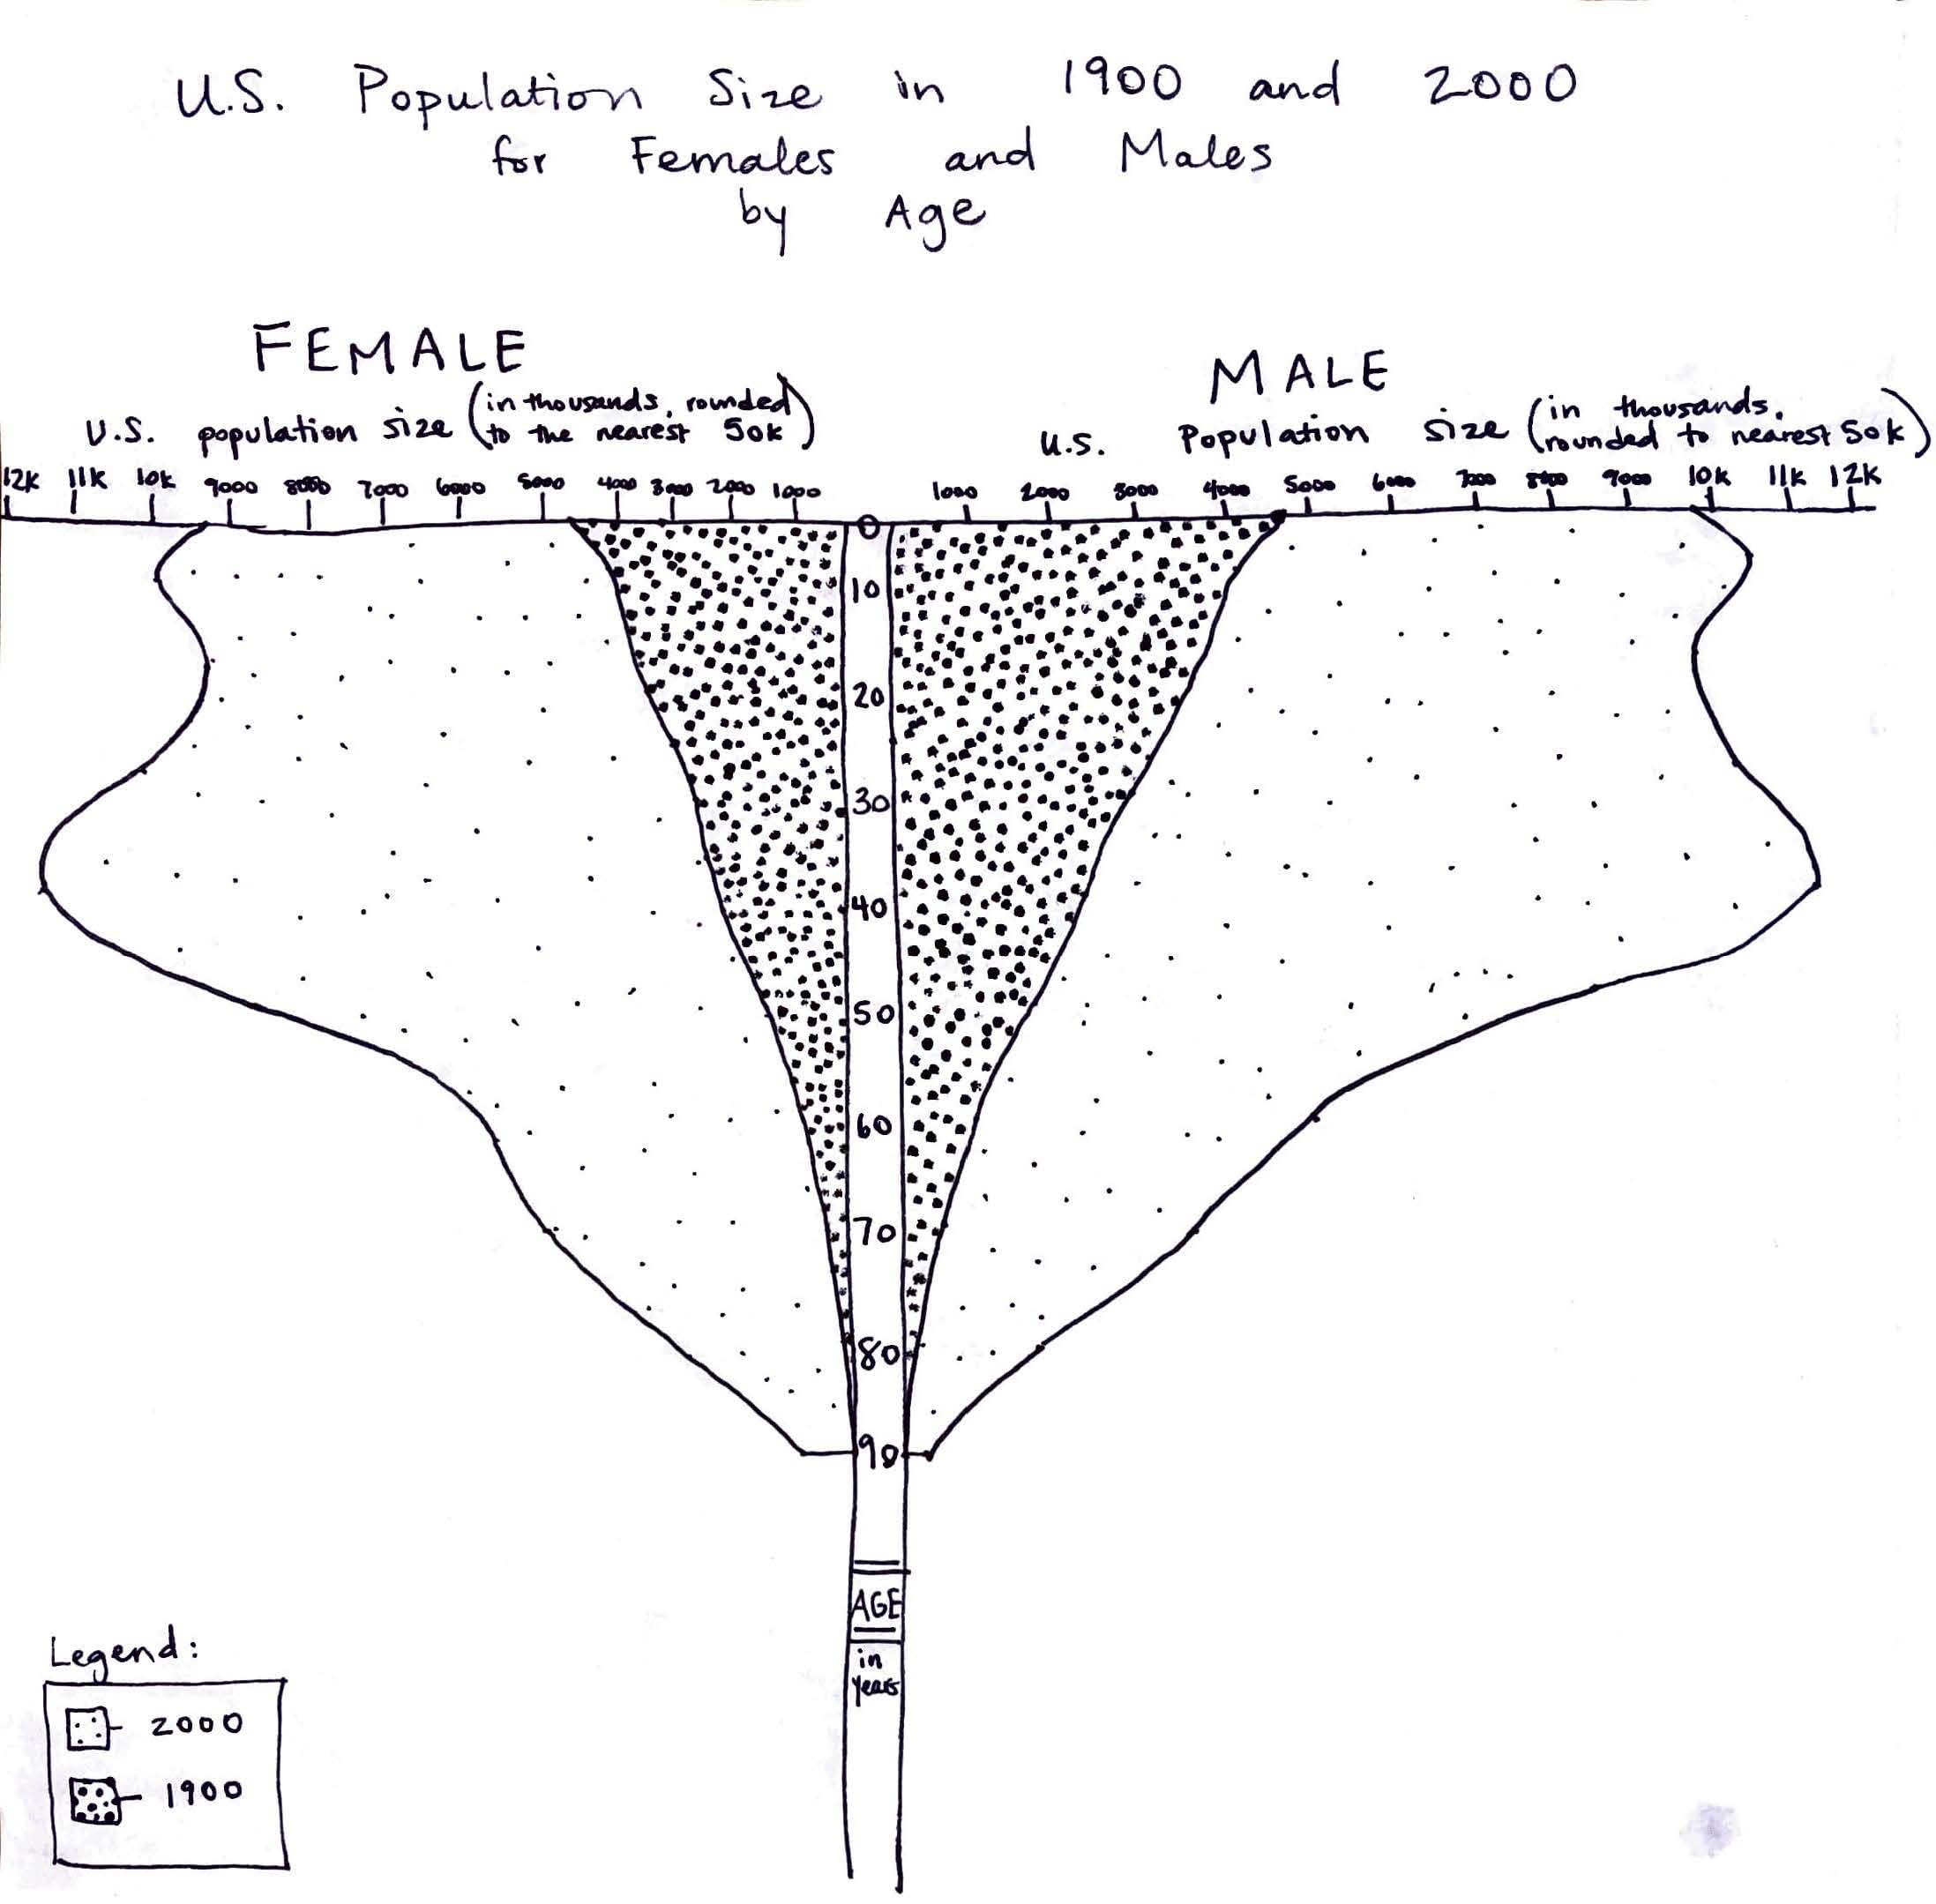 U.S. Population Size in 1900 and 2000
for Females and Males
by Age
FEMALE
U.S. population size (in thousands, rounded
to the nearest 50k)
MALE
U.S. Population size (in thousands,
rounded to nearest 50k)
12K 11K 10K 9000 8000 7000 6000 5000 4000 3000 2000 1000
1000 2000 3000 4000 5000 6000 7000 8000 9000 10K 11K 12K
0
10
20
30
40
50
60
70
80
90
AGE
in
years
Legend:
2000
1900